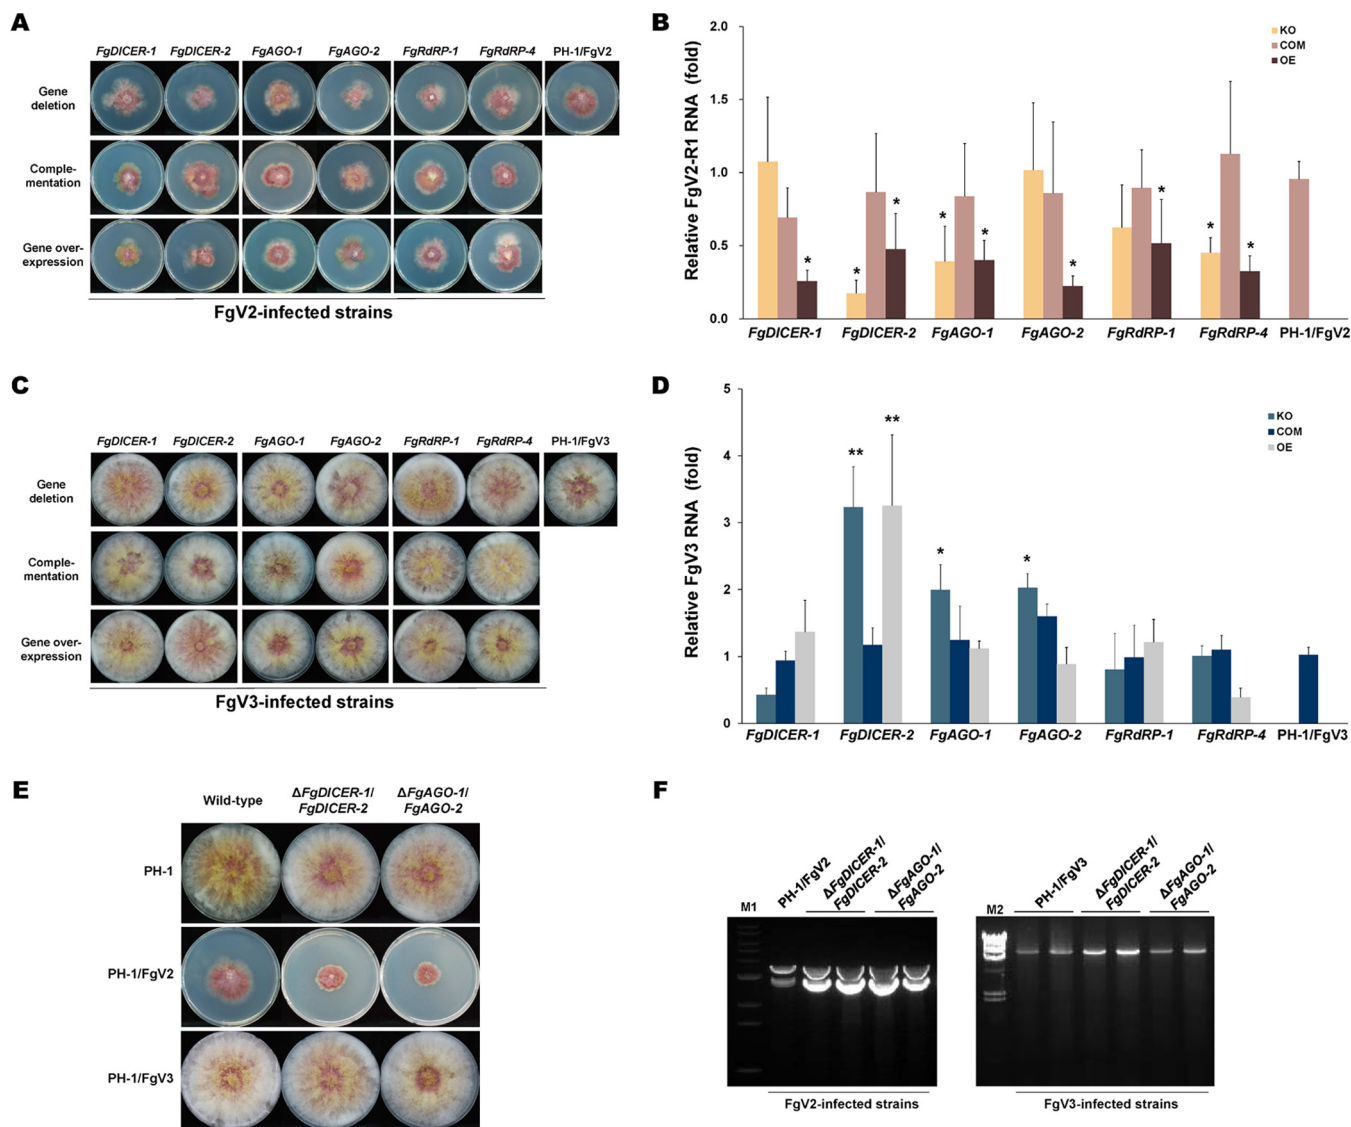 A
FgDICER-1 FgDICER-2 FgAGO-1 FgAGO-2 FgRdRP-1 FgRdRP-4 PH-1/FgV2
Gene
deletion
Comple-
mentation
Gene over-
expression
FgV2-infected strains
B
Relative FgV2-R1 RNA (fold)
2.0
1.5
1.0
0.5
0.0
KO
COM
OE
* * * * * * * * *
FgDICER-1 FgDICER-2 FgAGO-1 FgAGO-2 FgRdRP-1 FgRdRP-4 PH-1/FgV2
C
FgDICER-1 FgDICER-2 FgAGO-1 FgAGO-2 FgRdRP-1 FgRdRP-4 PH-1/FgV3
Gene
deletion
Comple-
mentation
Gene over-
expression
FgV3-infected strains
D
Relative FgV3 RNA (fold)
5
4
3
2
1
0
KO
COM
OE
** ** * *
FgDICER-1 FgDICER-2 FgAGO-1 FgAGO-2 FgRdRP-1 FgRdRP-4 PH-1/FgV3
E
Wild-type
ΔFgDICER-1/
FgDICER-2
ΔFgAGO-1/
FgAGO-2
PH-1
PH-1/FgV2
PH-1/FgV3
F
M1
PH-1/FgV2
ΔFgDICER-1/
FgDICER-2
ΔFgAGO-1/
FgAGO-2
FgV2-infected strains
M2
PH-1/FgV3
ΔFgDICER-1/
FgDICER-2
ΔFgAGO-1/
FgAGO-2
FgV3-infected strains